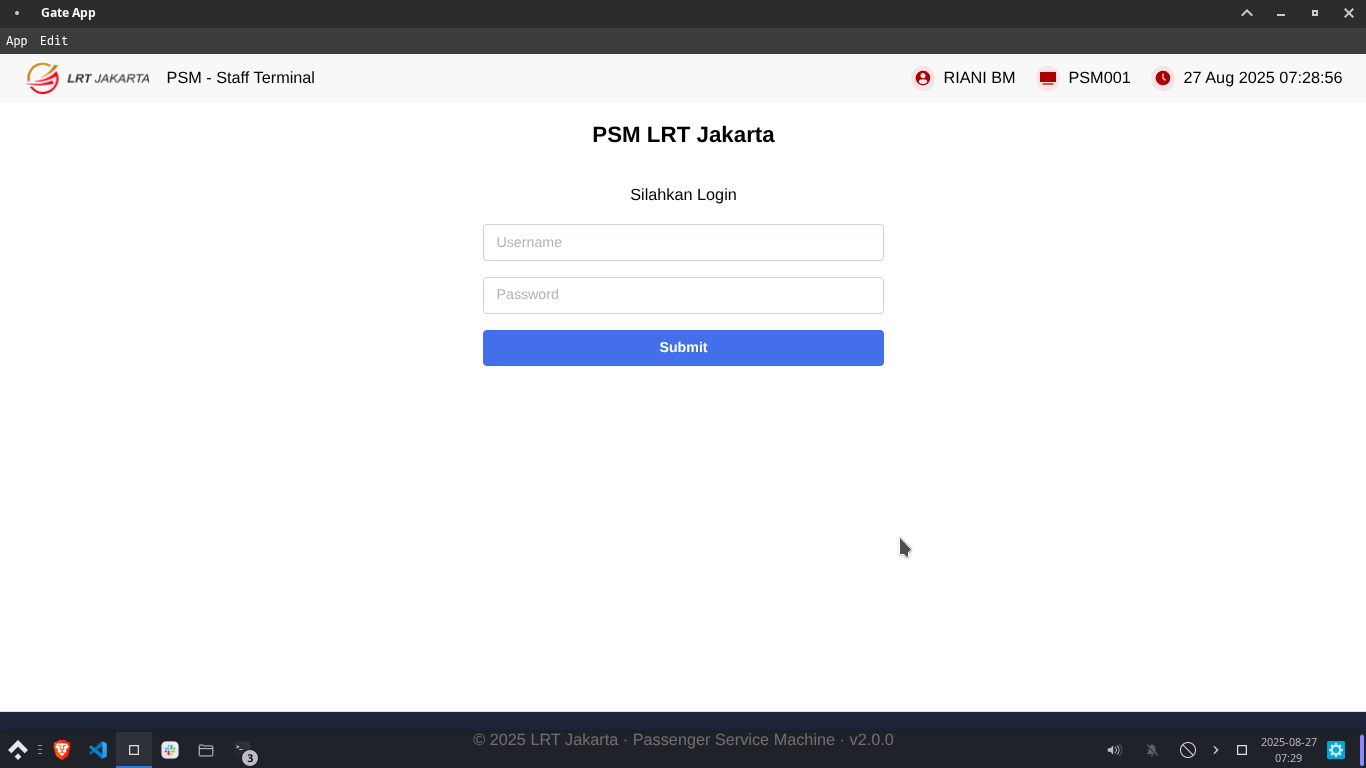 Gate App
App Edit
LRT JAKARTA PSM - Staff Terminal RIANI BM PSM001 27 Aug 2025 07:28:56
PSM LRT Jakarta
Silahkan Login
Username
Password
Submit
© 2025 LRT Jakarta · Passenger Service Machine · v2.0.0
3
2025-08-27
07:29